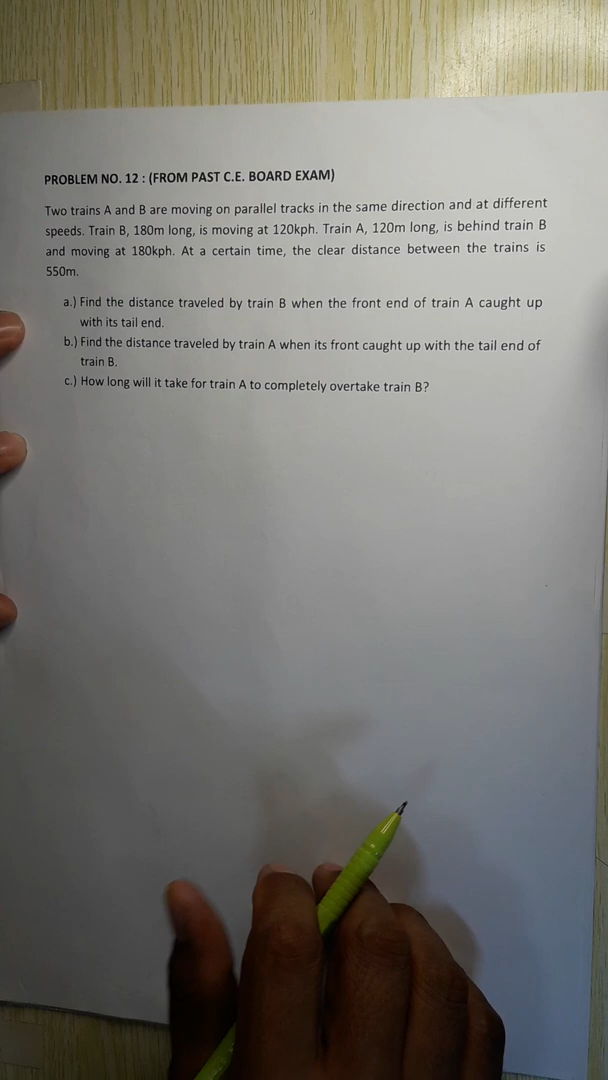 PROBLEM NO. 12 : (FROM PAST C.E. BOARD EXAM)
Two trains A and B are moving on parallel tracks in the same direction and at different
speeds. Train B, 180m long, is moving at 120kph. Train A, 120m long, is behind train B
and moving at 180kph. At a certain time, the clear distance between the trains is
550m.
a.) Find the distance traveled by train B when the front end of train A caught up
with its tail end.
b.) Find the distance traveled by train A when its front caught up with the tail end of
train B.
c.) How long will it take for train A to completely overtake train B?